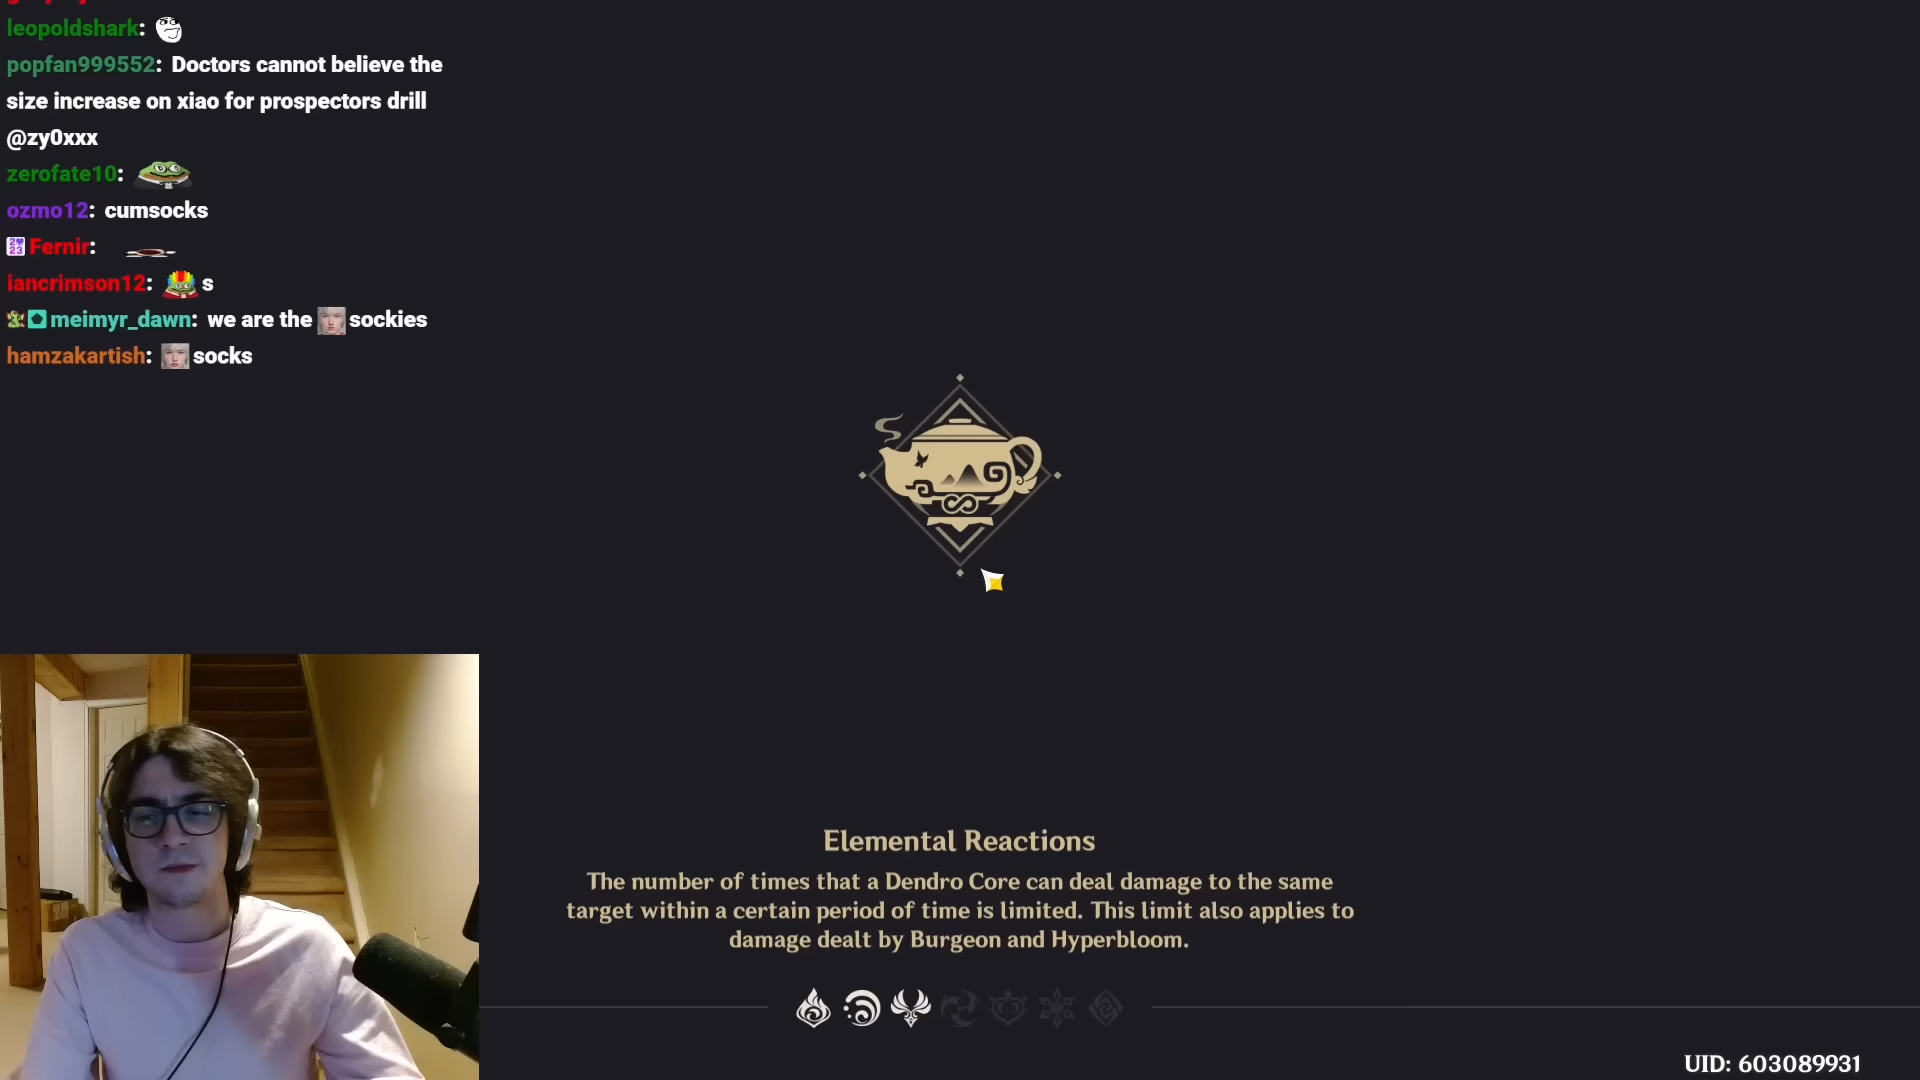 leopoldshark:
popfan999552: Doctors cannot believe the
size increase on xiao for prospectors drill
@zy0xxx
zerofate10:
ozmo12: cumsocks
Fernir:
iancrimson12: s
meimyr_dawn: we are the sockies
hamzakartish: socks
Elemental Reactions
The number of times that a Dendro Core can deal damage to the same
target within a certain period of time is limited. This limit also applies to
damage dealt by Burgeon and Hyperbloom.
UID: 603089931